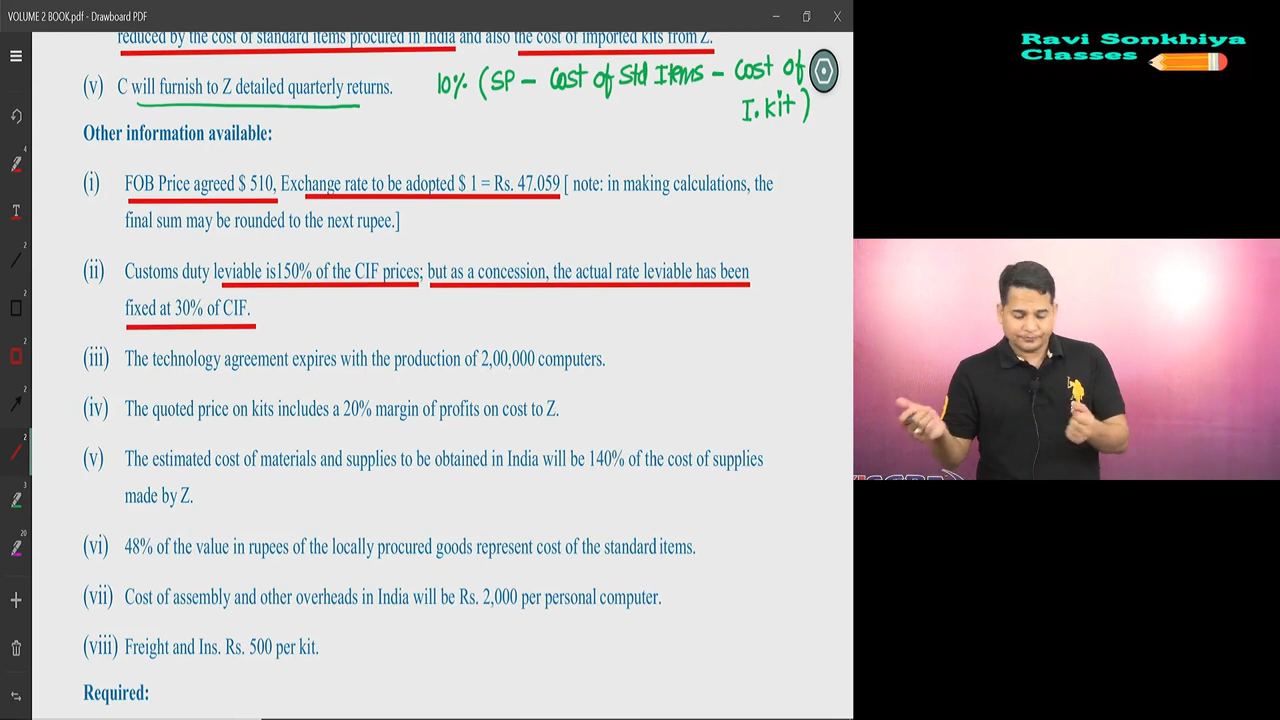 VOLUME 2 BOOK.pdf - Drawboard PDF
Ravi Sonkhiya
Classes
reduced by the cost of standard items procured in India and also the cost of imported kits from Z.
(v) C will furnish to Z detailed quarterly returns.
10% (SP - Cost of Std Items - Cost of
I. kit)
Other information available:
(i) FOB Price agreed $ 510, Exchange rate to be adopted $ 1 = Rs. 47.059 [ note: in making calculations, the
final sum may be rounded to the next rupee.]
(ii) Customs duty leviable is150% of the CIF prices; but as a concession, the actual rate leviable has been
fixed at 30% of CIF.
(iii) The technology agreement expires with the production of 2,00,000 computers.
(iv) The quoted price on kits includes a 20% margin of profits on cost to Z.
(v) The estimated cost of materials and supplies to be obtained in India will be 140% of the cost of supplies
made by Z.
(vi) 48% of the value in rupees of the locally procured goods represent cost of the standard items.
(vii) Cost of assembly and other overheads in India will be Rs. 2,000 per personal computer.
(viii) Freight and Ins. Rs. 500 per kit.
Required: